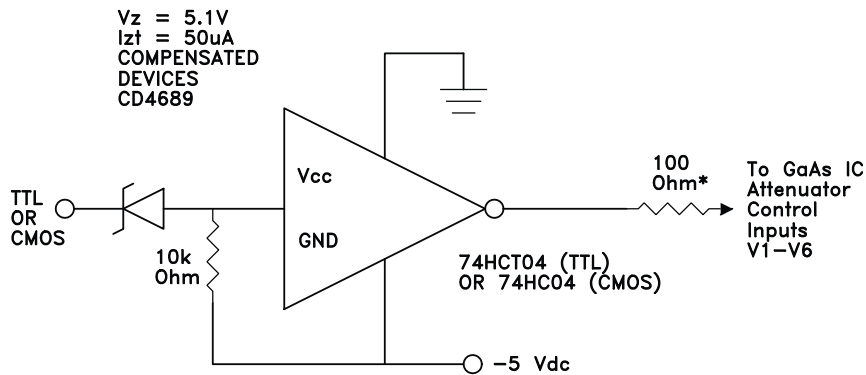 Vz = 5.1V
Izt = 50uA
COMPENSATED
DEVICES
CD4689
Vcc
GND
TTL
OR
CMOS
10k
Ohm
100
Ohm*
To GaAs IC
Attenuator
Control
Inputs
V1-V6
74HCT04 (TTL)
OR 74HC04 (CMOS)
-5 Vdc